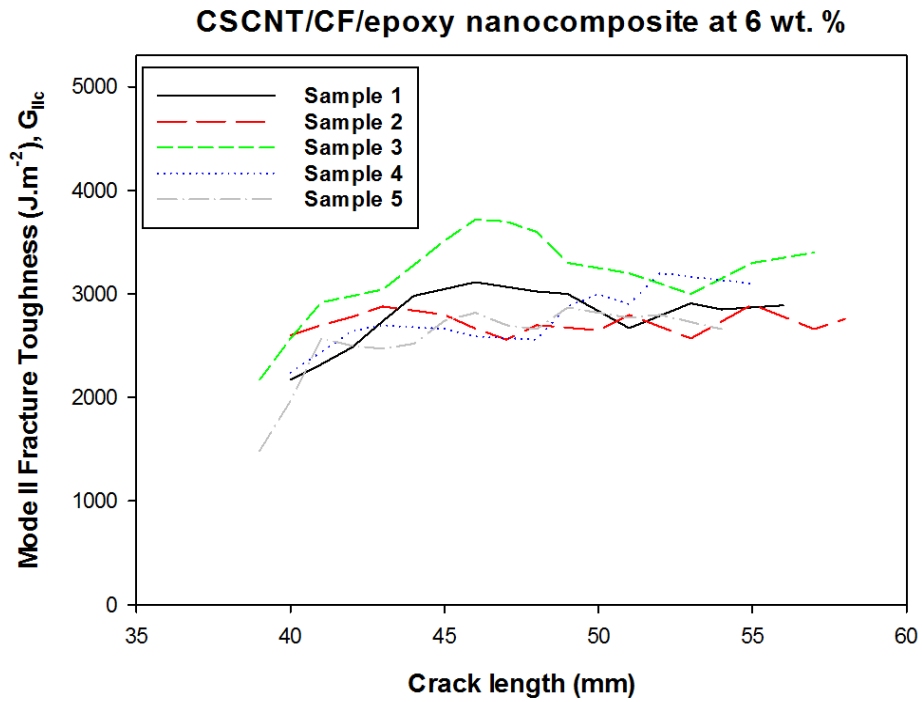 CSCNT/CF/epoxy nanocomposite at 6 wt. %
Mode II Fracture Toughness (J.m⁻²), G_IIc
5000
4000
3000
2000
1000
0
Sample 1
Sample 2
Sample 3
Sample 4
Sample 5
35 40 45 50 55 60
Crack length (mm)